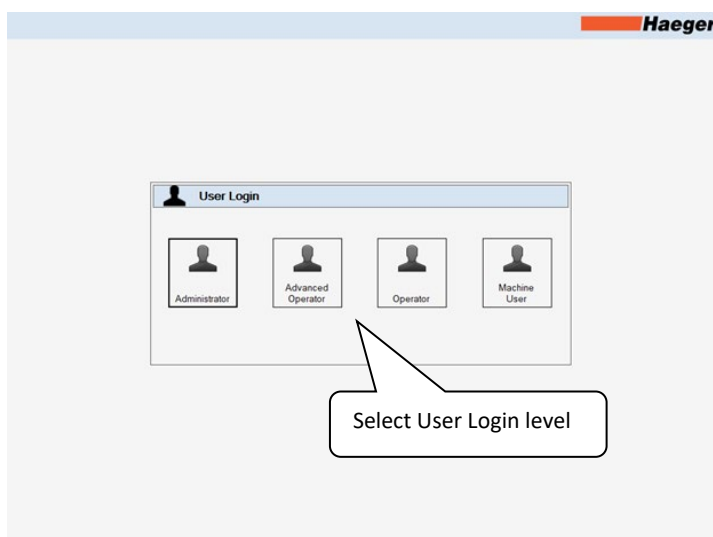 Haeger
User Login
Administrator
Advanced
Operator
Operator
Machine
User
Select User Login level